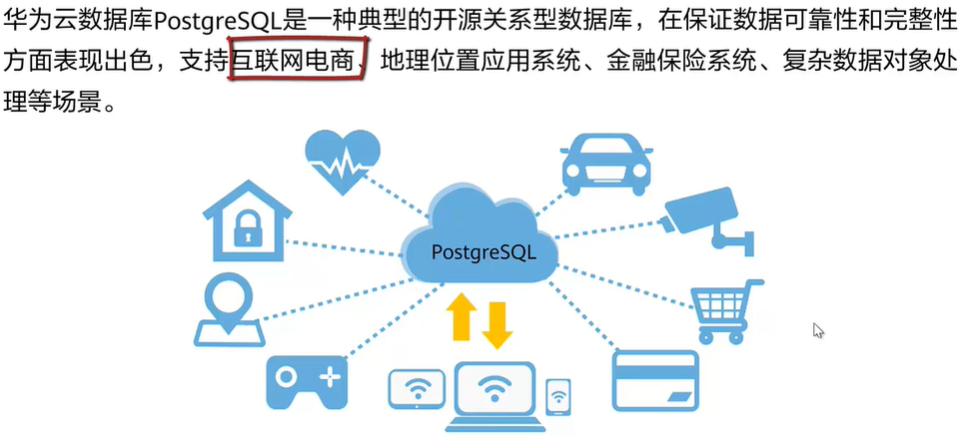 华为云数据库PostgreSQL是一种典型的开源关系型数据库，在保证数据可靠性和完整性
方面表现出色，支持互联网电商、地理位置应用系统、金融保险系统、复杂数据对象处
理等场景。
PostgreSQL